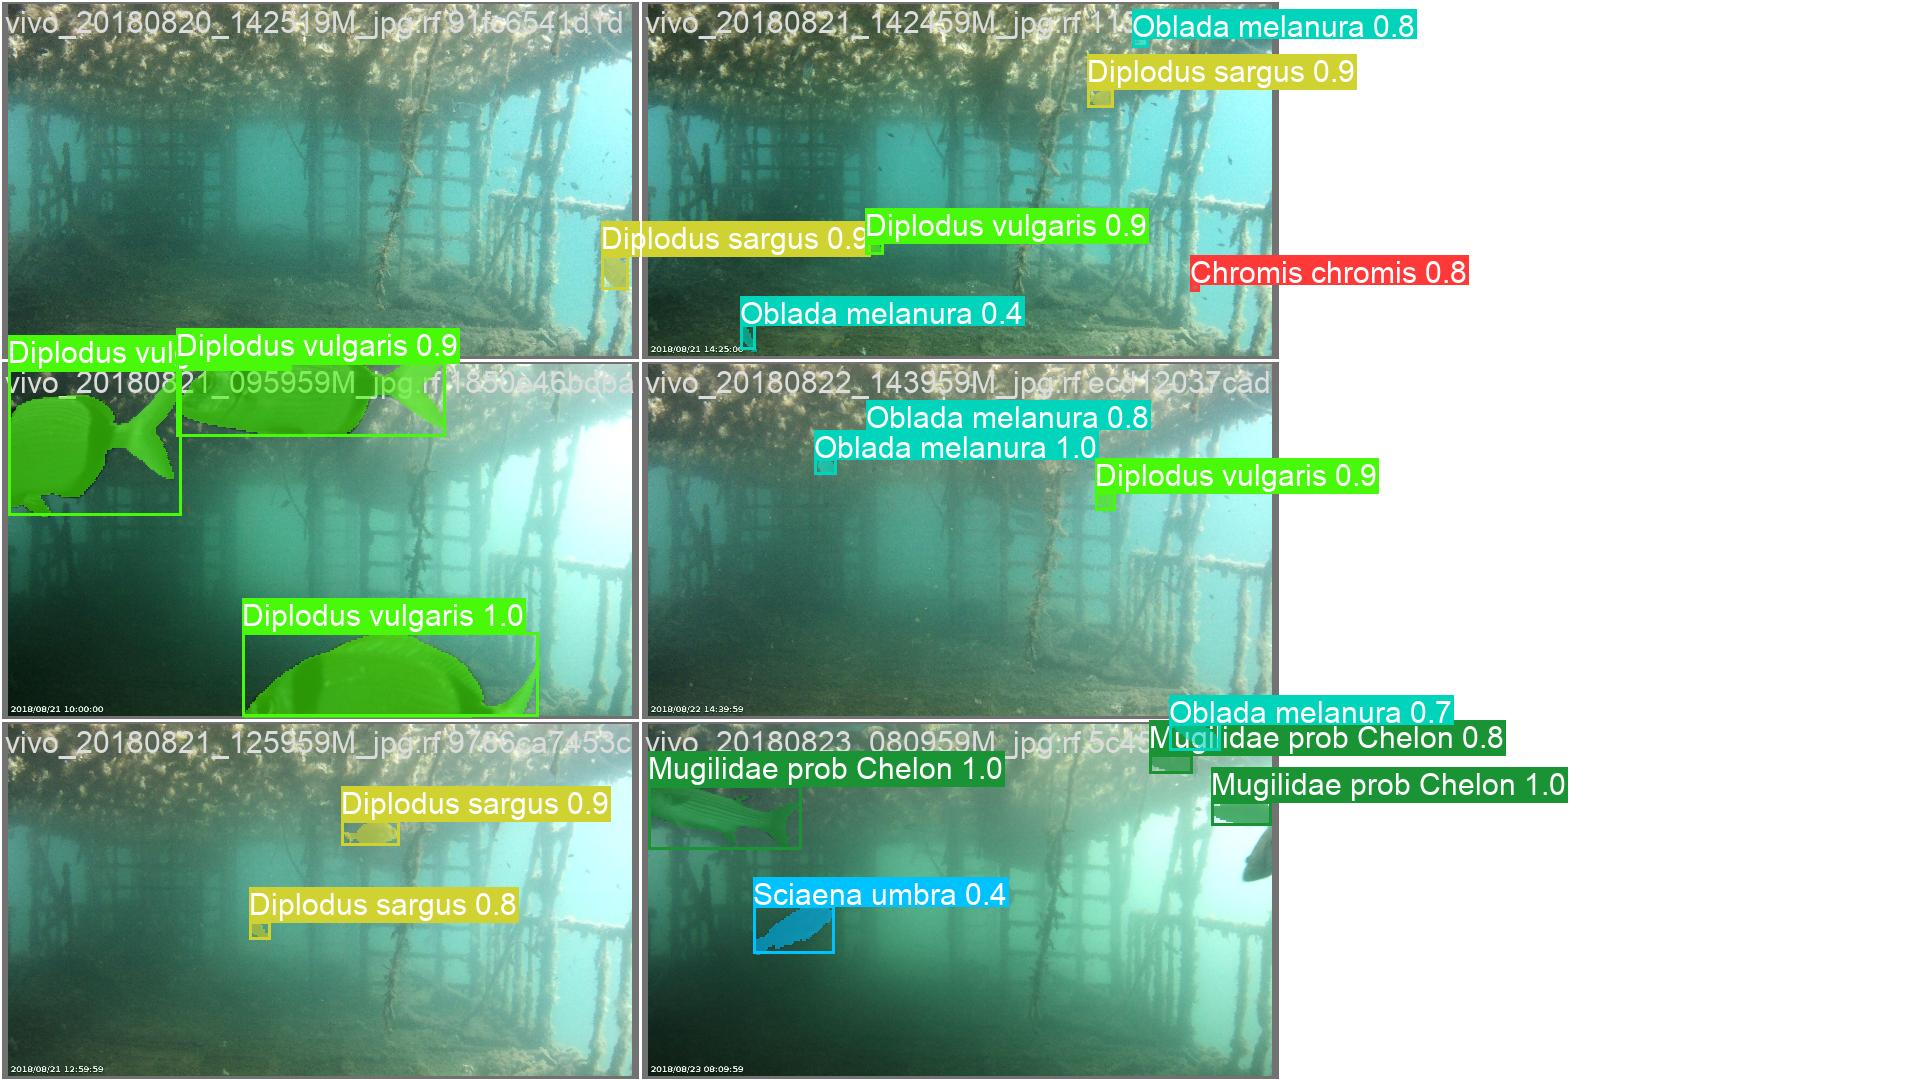 vivo_20180820_142519M_jpg.rf.91fc6541d1d
Diplodus sargus 0.9
vivo_20180821_142459M_jpg.rf.
Oblada melanura 0.8
Diplodus sargus 0.9
Diplodus vulgaris 0.9
Chromis chromis 0.8
Oblada melanura 0.4
2018/08/21 14:25:00
Diplodus vul
Diplodus vulgaris 0.9
vivo_20180821_095959M_jpg.rf.1850e46bdba
Diplodus vulgaris 1.0
2018/08/21 10:00:00
vivo_20180822_143959M_jpg.rf.ecd12037cad
Oblada melanura 0.8
Oblada melanura 1.0
Diplodus vulgaris 0.9
2018/08/22 14:39:59
vivo_20180821_125959M_jpg.rf.9786ca7453c
Diplodus sargus 0.9
Diplodus sargus 0.8
2018/08/21 12:59:59
vivo_20180823_080959M_jpg.rf.5c45
Oblada melanura 0.7
Mugilidae prob Chelon 0.8
Mugilidae prob Chelon 1.0
Mugilidae prob Chelon 1.0
Sciaena umbra 0.4
2018/08/23 08:09:59